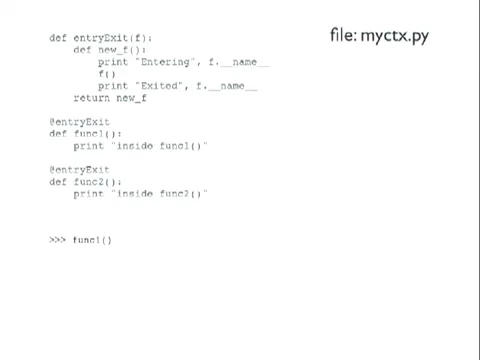 file: myctx.py
def entryExit(f):
    def new_f():
        print "Entering", f.__name__
        f()
        print "Exited", f.__name__
    return new_f
@entryExit
def func1():
    print "inside func1()"
@entryExit
def func2():
    print "inside func2()"
>>> func1()